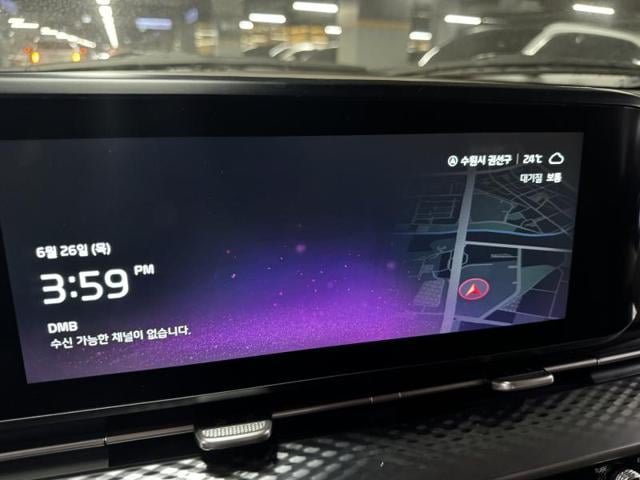 Ⓐ 수원시 권선구 | 24℃
대기질 보통
6월 26일 (목)
3:59 PM
DMB
수신 가능한 채널이 없습니다.
TUNE